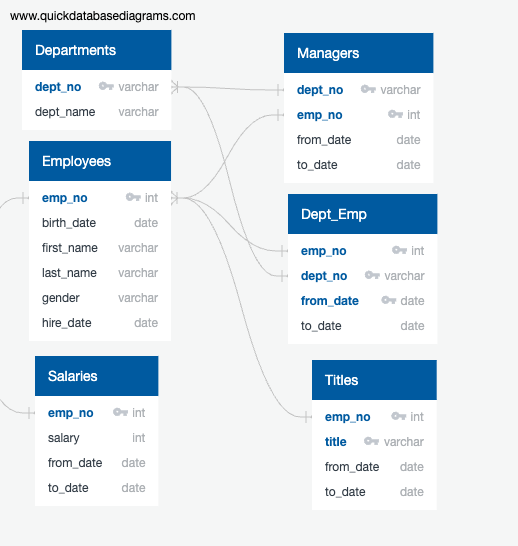 www.quickdatabasediagrams.com
Departments
dept_no varchar
dept_name varchar
Employees
emp_no int
birth_date date
first_name varchar
last_name varchar
gender varchar
hire_date date
Salaries
emp_no int
salary int
from_date date
to_date date
Managers
dept_no varchar
emp_no int
from_date date
to_date date
Dept_Emp
emp_no int
dept_no varchar
from_date date
to_date date
Titles
emp_no int
title varchar
from_date date
to_date date